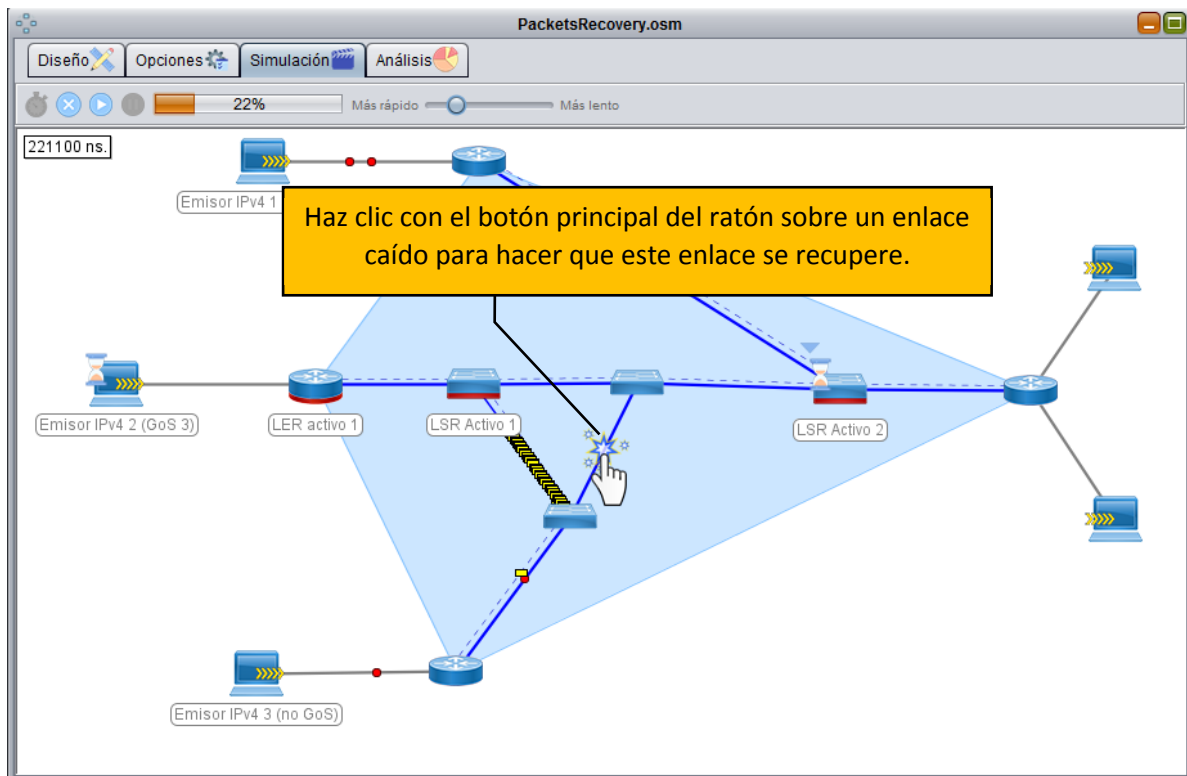 PacketsRecovery.osm
Diseño Opciones Simulación Análisis
22% Más rápido Más lento
221100 ns.
Emisor IPv4 1
Haz clic con el botón principal del ratón sobre un enlace
caído para hacer que este enlace se recupere.
Emisor IPv4 2 (GoS 3) LER activo 1 LSR Activo 1 LSR Activo 2
Emisor IPv4 3 (no GoS)